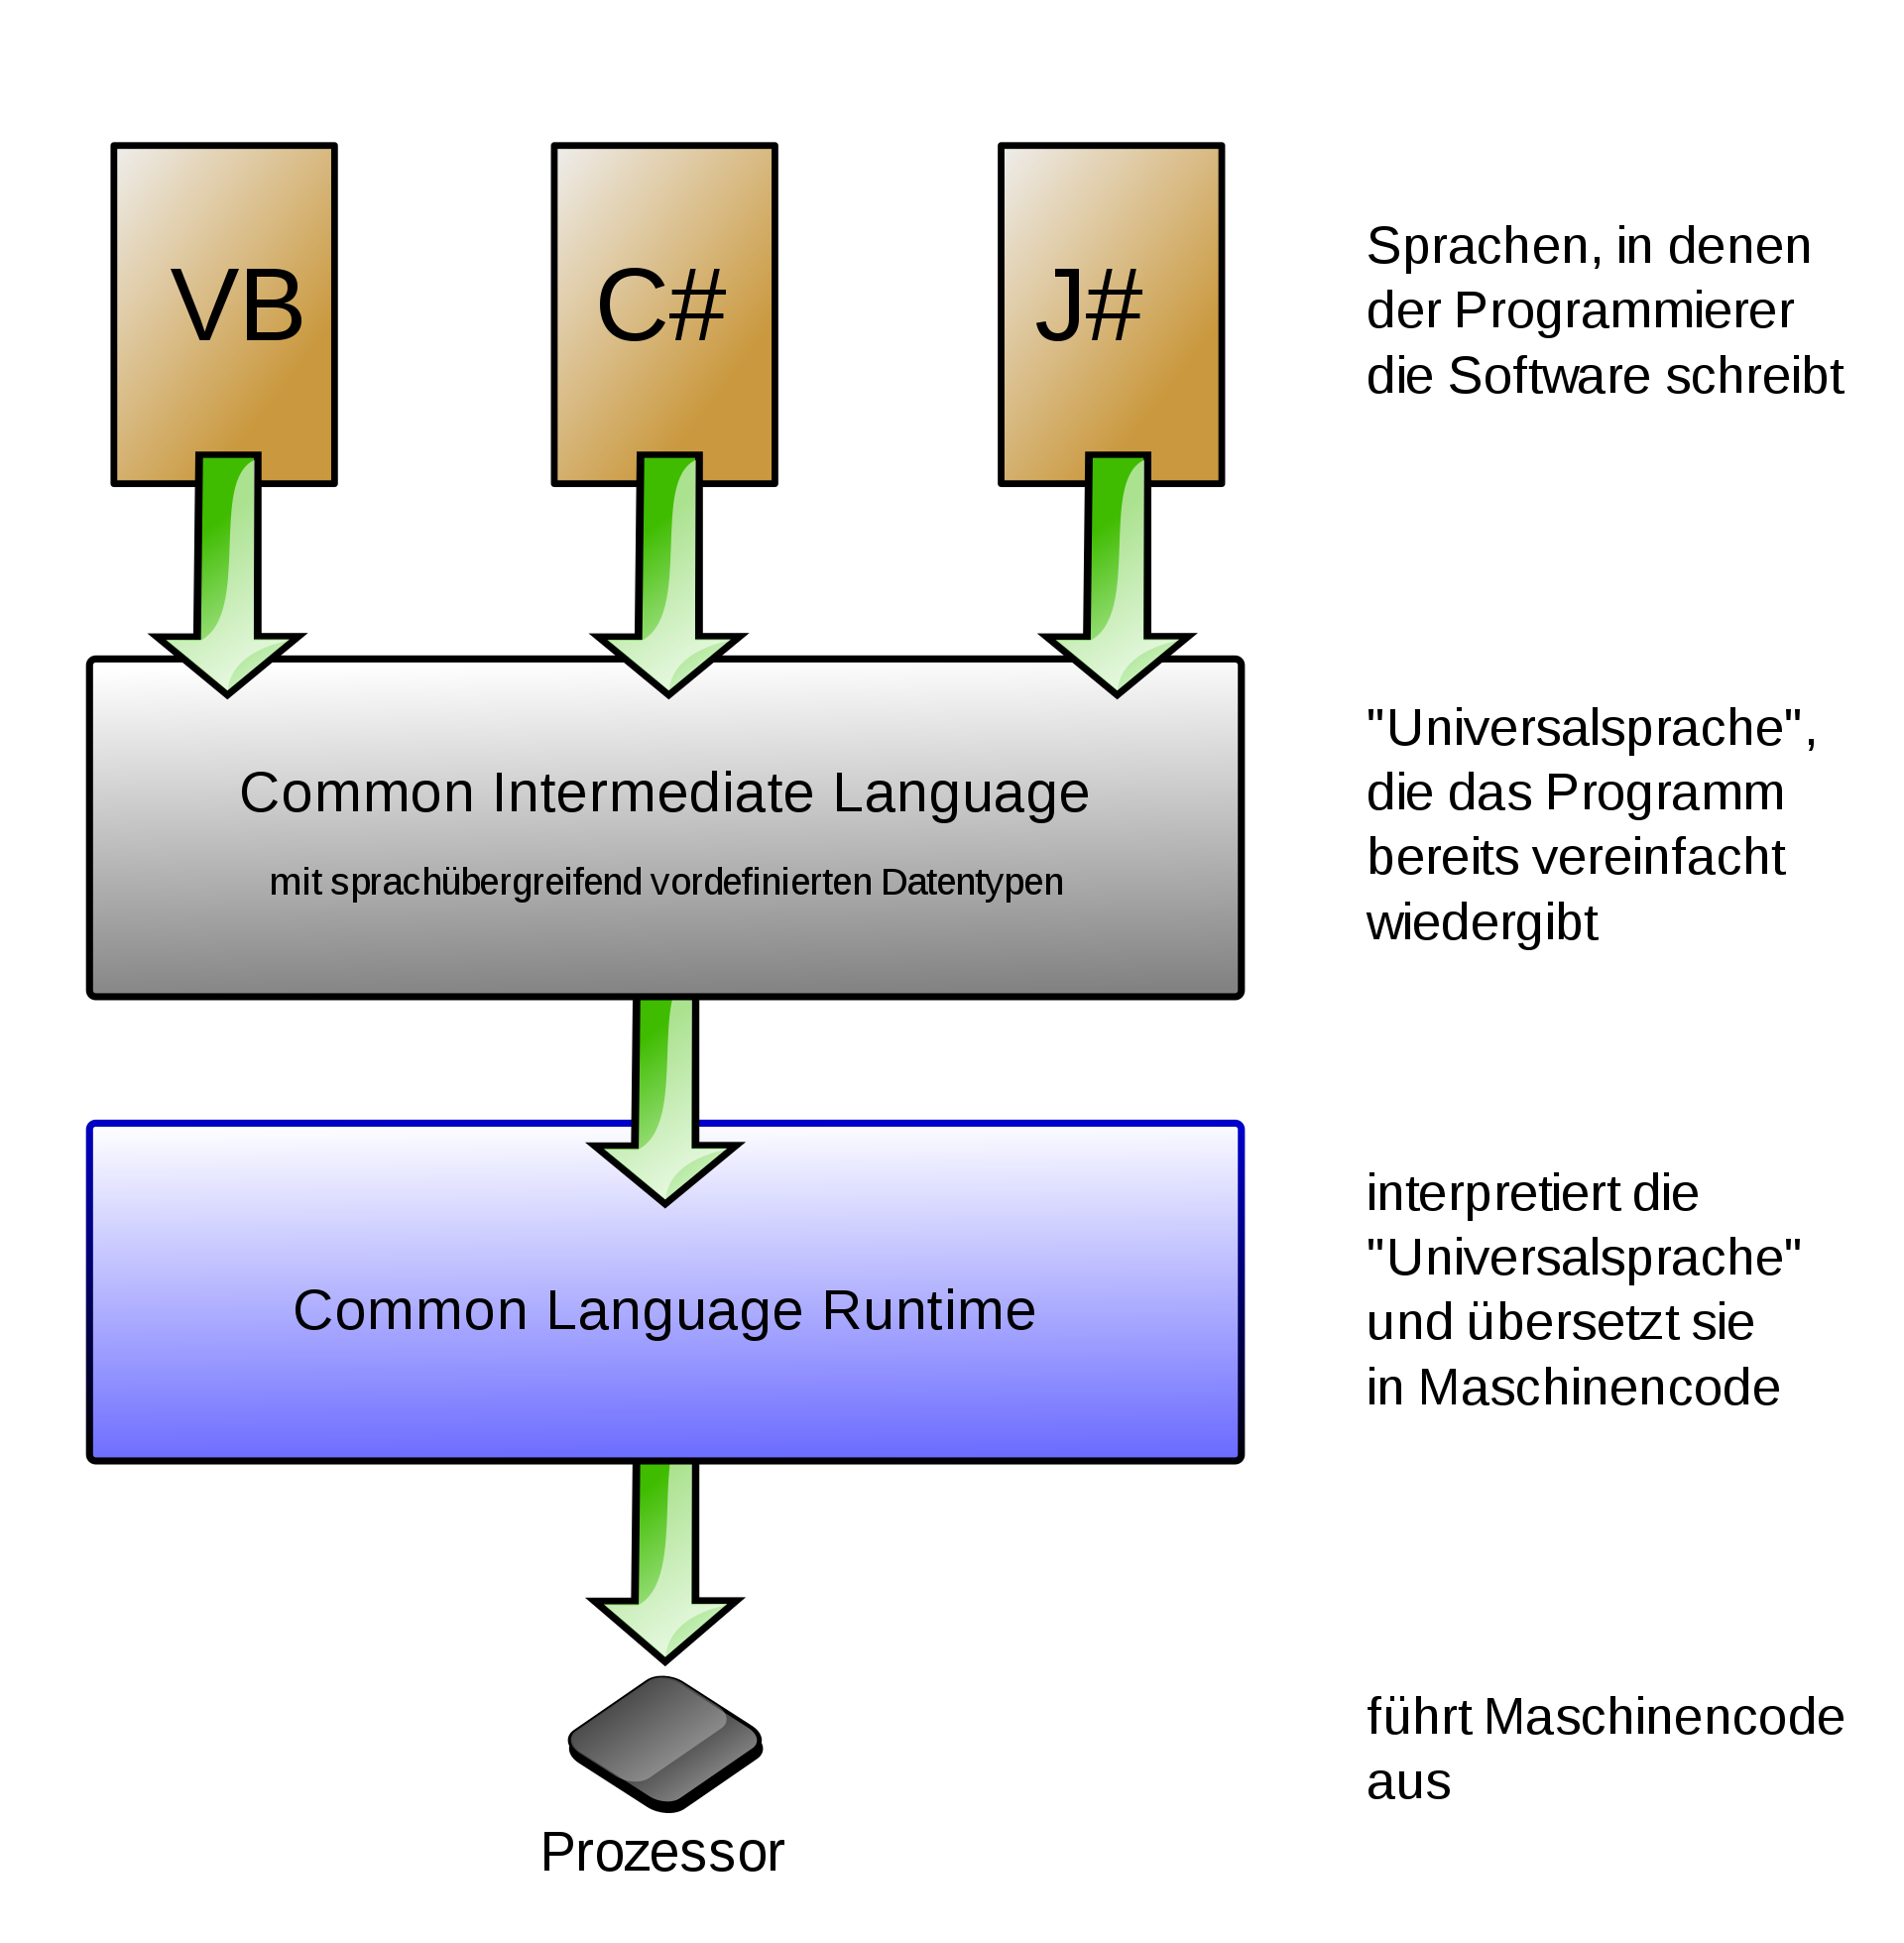 VB
C#
J#
Sprachen, in denen
der Programmierer
die Software schreibt
Common Intermediate Language
mit sprachübergreifend vordefinierten Datentypen
"Universalsprache",
die das Programm
bereits vereinfacht
wiedergibt
Common Language Runtime
interpretiert die
"Universalsprache"
und übersetzt sie
in Maschinencode
Prozessor
führt Maschinencode
aus